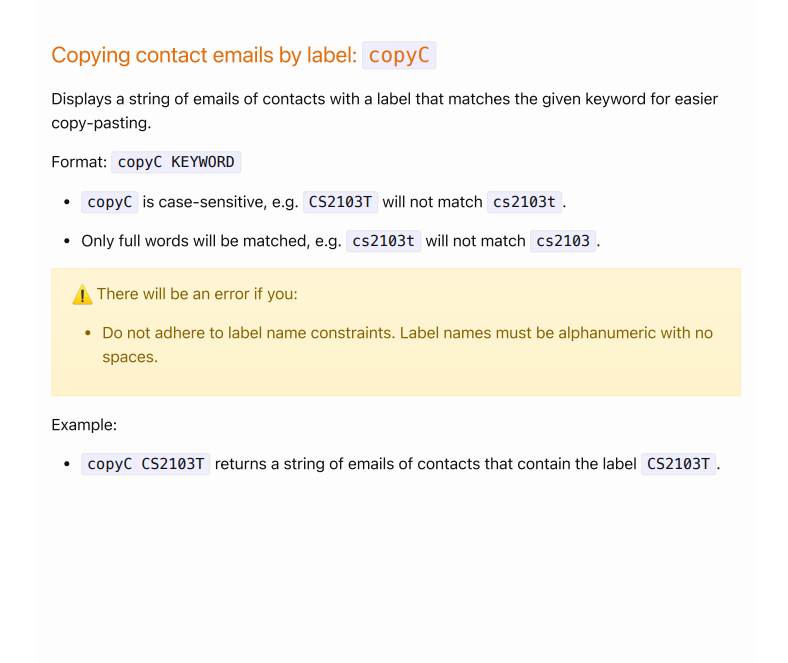 Copying contact emails by label: copyC
Displays a string of emails of contacts with a label that matches the given keyword for easier
copy-pasting.
Format: copyC KEYWORD
• copyC is case-sensitive, e.g. CS2103T will not match cs2103t.
• Only full words will be matched, e.g. cs2103t will not match cs2103.
⚠️ There will be an error if you:
• Do not adhere to label name constraints. Label names must be alphanumeric with no
spaces.
Example:
• copyC CS2103T returns a string of emails of contacts that contain the label CS2103T.